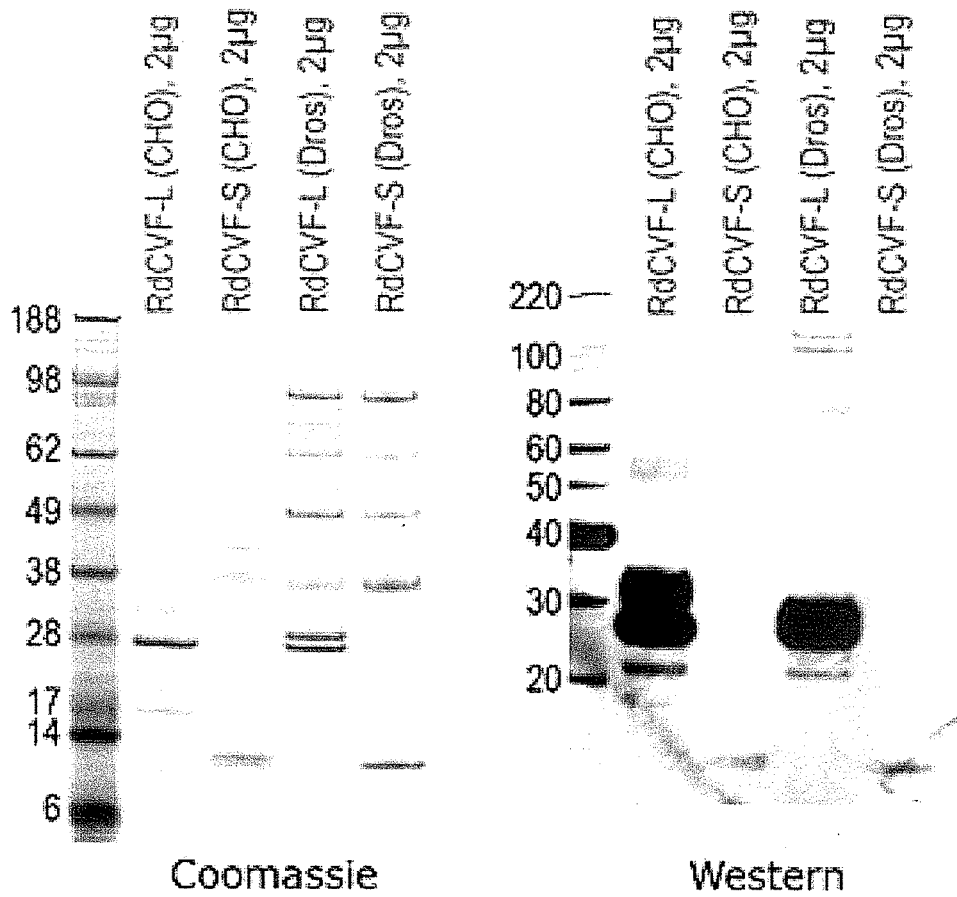 RdCVF-L (CHO), 2µg
RdCVF-S (CHO), 2µg
RdCVF-L (Dros), 2µg
RdCVF-S (Dros), 2µg
188
98
62
49
38
28
17
14
6
Coomassie
RdCVF-L (CHO), 2µg
RdCVF-S (CHO), 2µg
RdCVF-L (Dros), 2µg
RdCVF-S (Dros), 2µg
220
100
80
60
50
40
30
20
Western